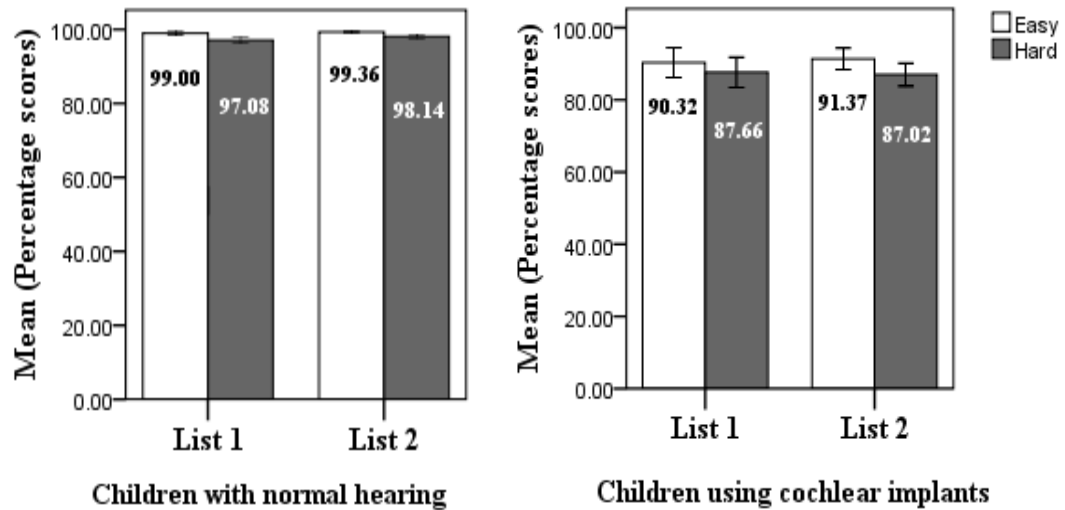 Mean (Percentage scores)
100.00
80.00
60.00
40.00
20.00
0.00
99.00
97.08
99.36
98.14
List 1
List 2
Children with normal hearing
Mean (Percentage scores)
100.00
80.00
60.00
40.00
20.00
0.00
90.32
87.66
91.37
87.02
List 1
List 2
Children using cochlear implants
Easy
Hard